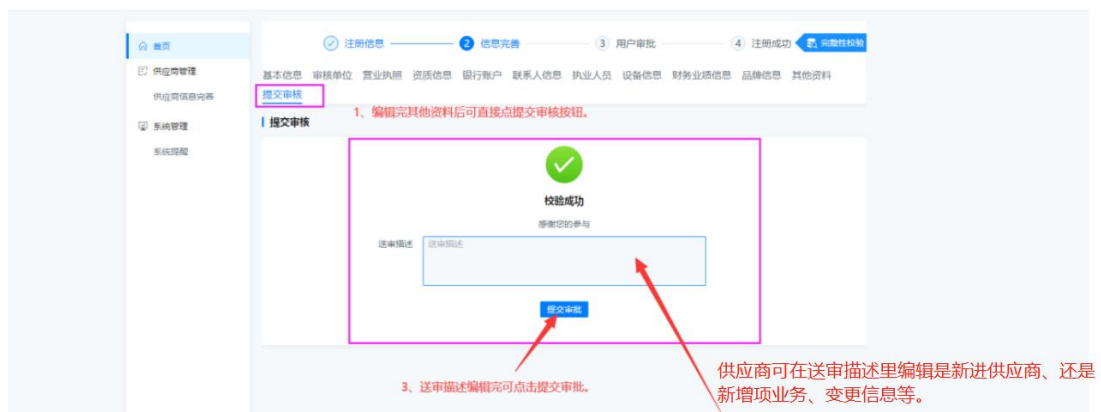 首页
供应商管理
供应商信息完善
系统管理
系统提醒
注册信息 2 信息完善 3 用户审批 4 注册成功 完整性校验
基本信息 审核单位 营业执照 资质信息 银行账户 联系人信息 执业人员 设备信息 财务业绩信息 品牌信息 其他资料
提交审核
1、编辑完其他资料后可直接点提交审核按钮。
提交审核
校验成功
感谢您的参与
送审描述 送审描述
提交审批
3、送审描述编辑完可点击提交审批。
供应商可在送审描述里编辑是新进供应商、还是
新增项业务、变更信息等。